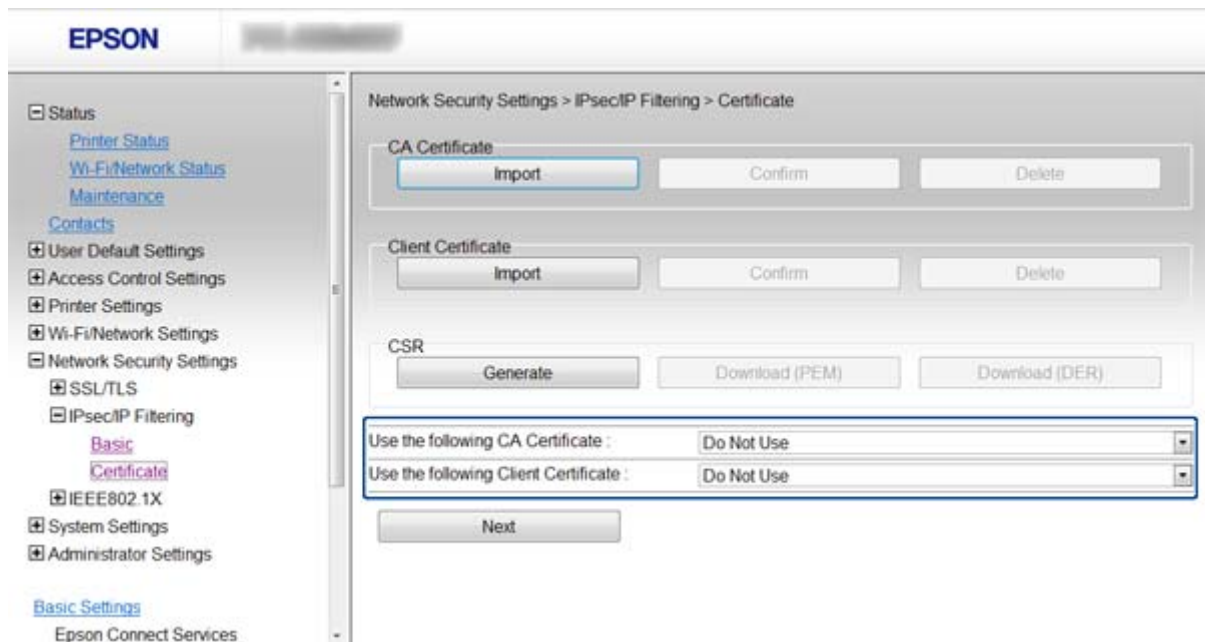 EPSON
Status
Printer Status
Wi-Fi/Network Status
Maintenance
Contacts
User Default Settings
Access Control Settings
Printer Settings
Wi-Fi/Network Settings
Network Security Settings
SSL/TLS
IPsec/IP Filtering
Basic
Certificate
IEEE802.1X
System Settings
Administrator Settings
Basic Settings
Epson Connect Services
Network Security Settings > IPsec/IP Filtering > Certificate
CA Certificate
Import Confirm Delete
Client Certificate
Import Confirm Delete
CSR
Generate Download (PEM) Download (DER)
Use the following CA Certificate : Do Not Use
Use the following Client Certificate : Do Not Use
Next